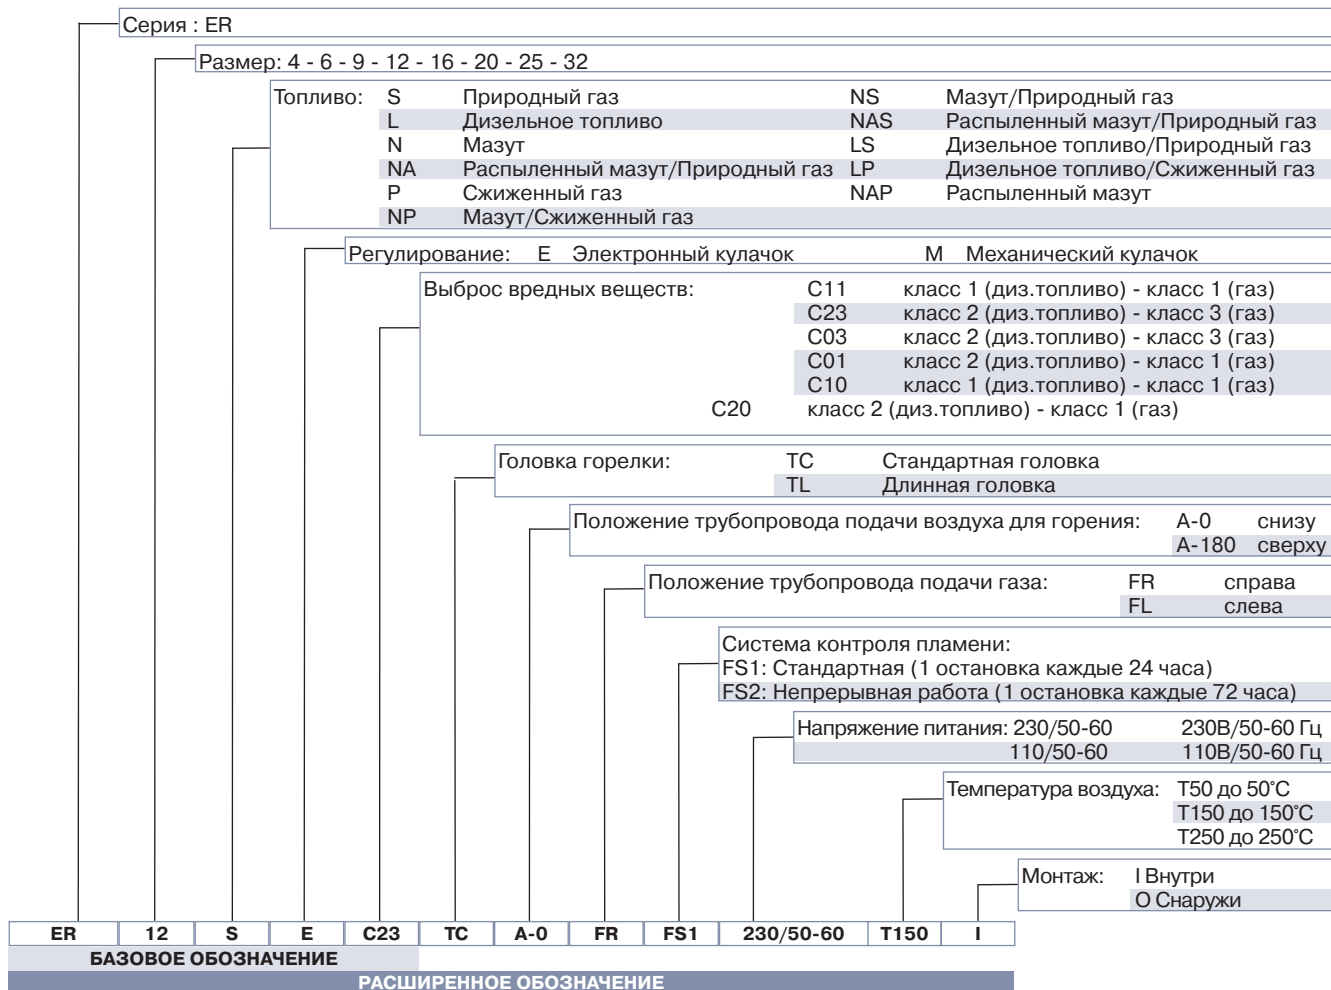 Серия : ER
Размер: 4 - 6 - 9 - 12 - 16 - 20 - 25 - 32
Топливо: S Природный газ NS Мазут/Природный газ
L Дизельное топливо NAS Распыленный мазут/Природный газ
N Мазут LS Дизельное топливо/Природный газ
NA Распыленный мазут/Природный газ LP Дизельное топливо/Сжиженный газ
P Сжиженный газ NAP Распыленный мазут
NP Мазут/Сжиженный газ
Регулирование: E Электронный кулачок M Механический кулачок
Выброс вредных веществ: C11 класс 1 (диз.топливо) - класс 1 (газ)
C23 класс 2 (диз.топливо) - класс 3 (газ)
C03 класс 2 (диз.топливо) - класс 3 (газ)
C01 класс 2 (диз.топливо) - класс 1 (газ)
C10 класс 1 (диз.топливо) - класс 1 (газ)
C20 класс 2 (диз.топливо) - класс 1 (газ)
Головка горелки: TC Стандартная головка
TL Длинная головка
Положение трубопровода подачи воздуха для горения: A-0 снизу
A-180 сверху
Положение трубопровода подачи газа: FR справа
FL слева
Система контроля пламени:
FS1: Стандартная (1 остановка каждые 24 часа)
FS2: Непрерывная работа (1 остановка каждые 72 часа)
Напряжение питания: 230/50-60 230В/50-60 Гц
110/50-60 110В/50-60 Гц
Температура воздуха: T50 до 50°C
T150 до 150°C
T250 до 250°C
Монтаж: I Внутри
O Снаружи
ER 12 S E C23 TC A-0 FR FS1 230/50-60 T150 I
БАЗОВОЕ ОБОЗНАЧЕНИЕ
РАСШИРЕННОЕ ОБОЗНАЧЕНИЕ